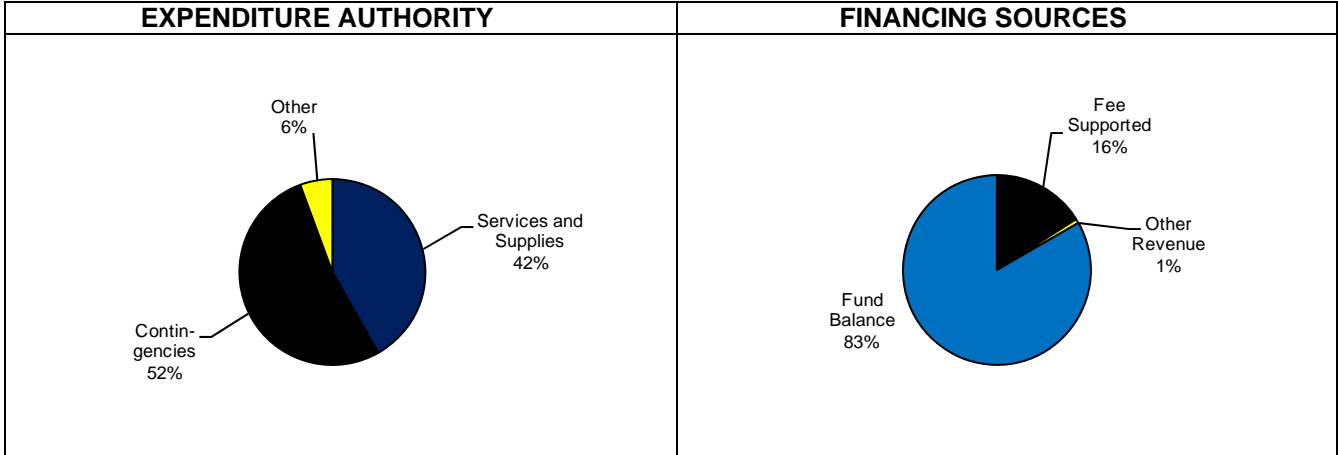 EXPENDITURE AUTHORITY
Other
6%
Services and
Supplies
42%
Contin-
gencies
52%
FINANCING SOURCES
Fee
Supported
16%
Other
Revenue
1%
Fund
Balance
83%